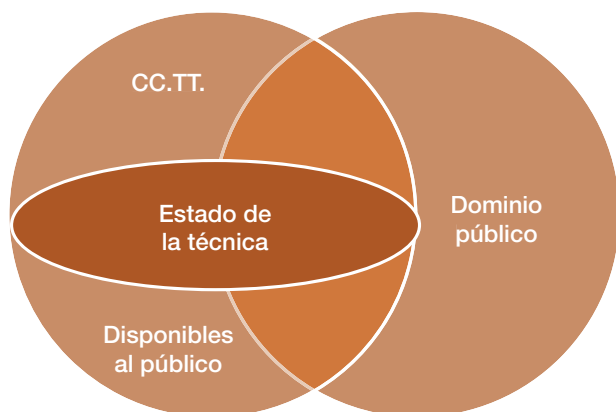 CC.TT.
Estado de
la técnica
Dominio
público
Disponibles
al público